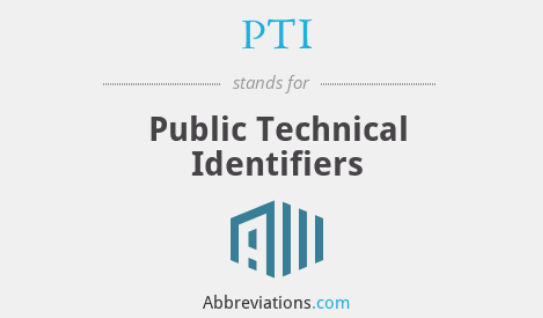 PTI
stands for
Public Technical
Identifiers
Abbreviations.com